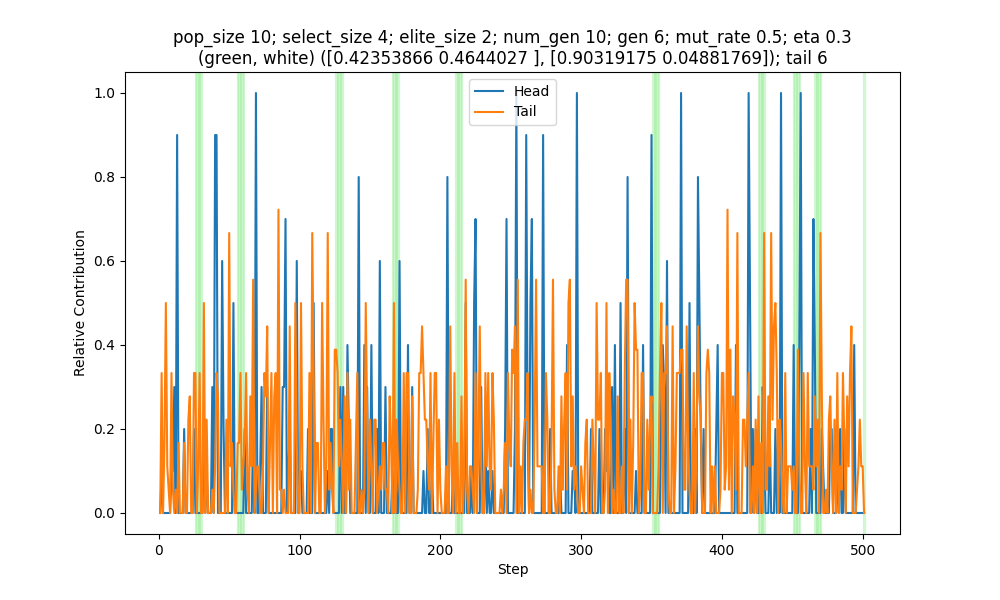 pop_size 10; select_size 4; elite_size 2; num_gen 10; gen 6; mut_rate 0.5; eta 0.3
(green, white) ([0.42353866 0.4644027 ], [0.90319175 0.04881769]); tail 6
Head
Tail
1.0
0.8
0.6
0.4
0.2
0.0
Relative Contribution
0
100
200
300
400
500
Step